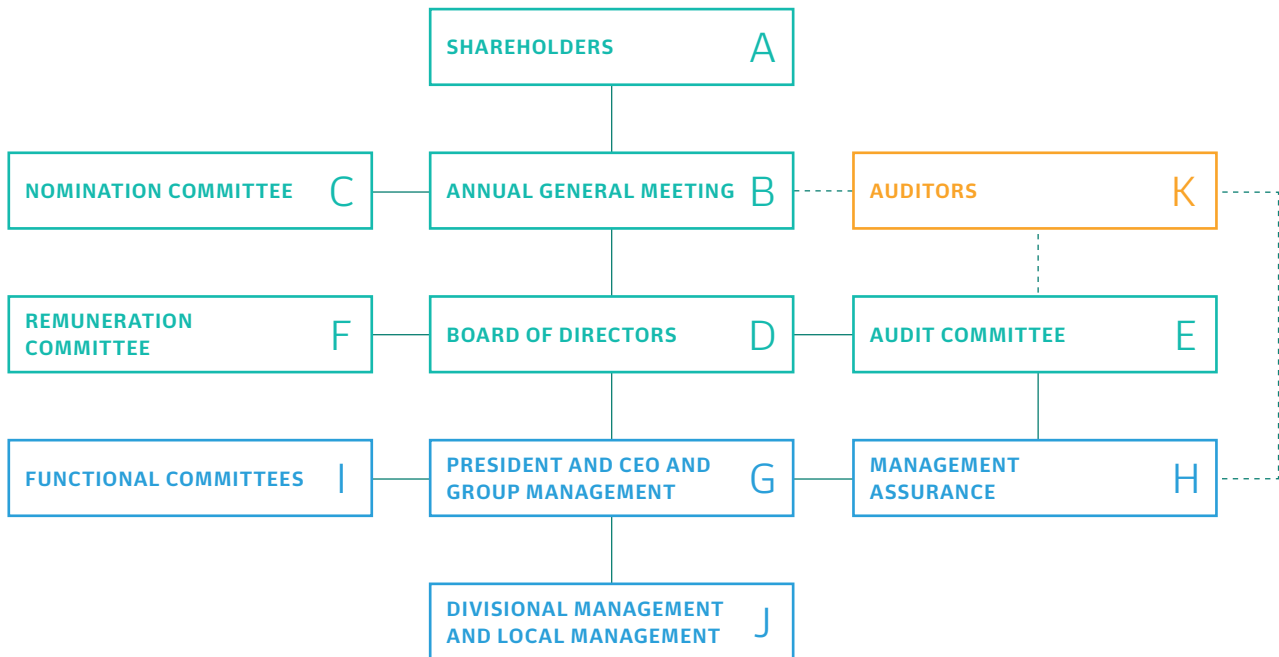 SHAREHOLDERS A
NOMINATION COMMITTEE C
ANNUAL GENERAL MEETING B
AUDITORS K
REMUNERATION
COMMITTEE F
BOARD OF DIRECTORS D
AUDIT COMMITTEE E
FUNCTIONAL COMMITTEES I
PRESIDENT AND CEO AND
GROUP MANAGEMENT G
MANAGEMENT
ASSURANCE H
DIVISIONAL MANAGEMENT
AND LOCAL MANAGEMENT J